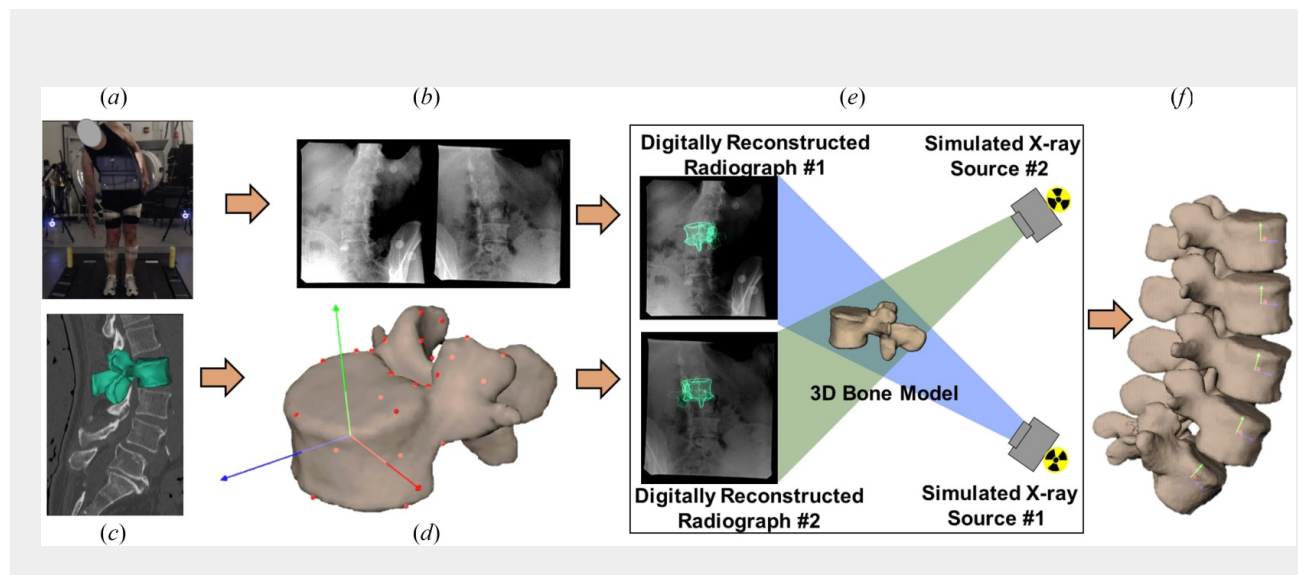 (a)
(b)
(e)
(f)
Digitally Reconstructed
Radiograph #1
Simulated X-ray
Source #2
3D Bone Model
Digitally Reconstructed
Radiograph #2
Simulated X-ray
Source #1
(c)
(d)